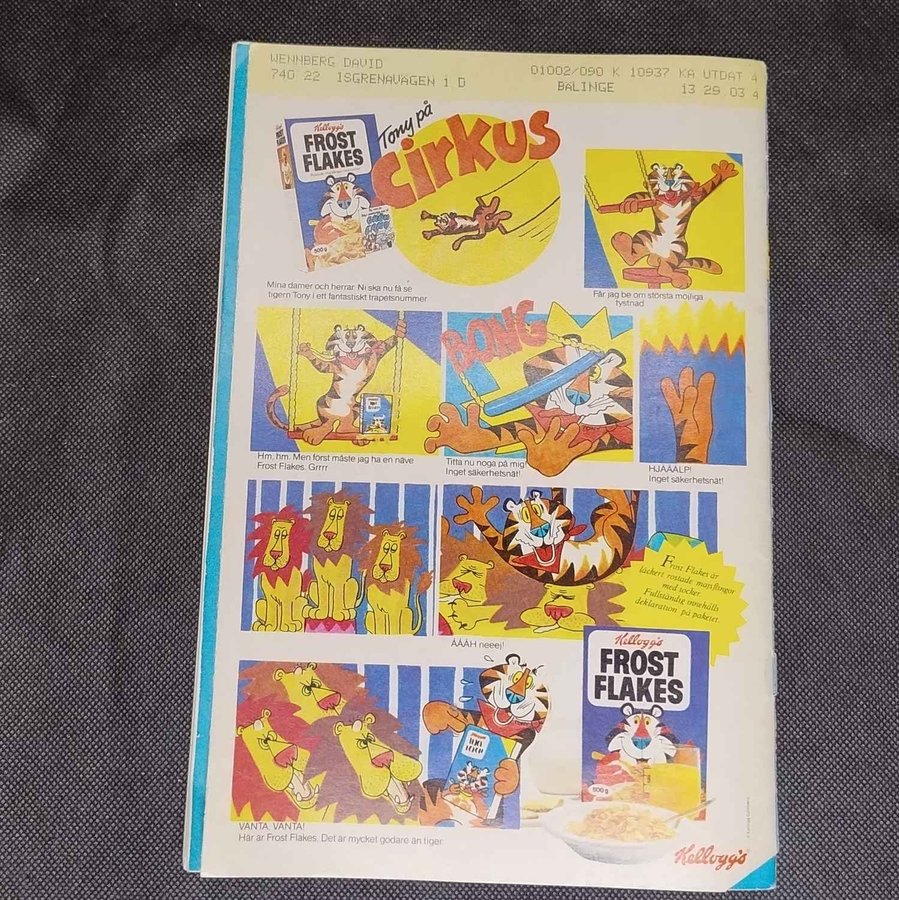 WENNBERG DAVID
740 22 ISGRENAVÄGEN 1 D
01002/090 K 10937 KA UTDAT 4
BALINGE 13 29 03 4
Kellogg's
FROST
FLAKES
500 g
Tony på
cirkus
Mina damer och herrar. Ni ska nu få se
tigern Tony i ett fantastiskt trapetsnummer
Får jag be om största möjliga
tystnad
Hm, hm. Men först måste jag ha en näve
Frost Flakes. Grrrr
BONG
Titta nu noga på mig!
Inget säkerhetsnät!
HJÄÄÄLP!
Inget säkerhetsnät!
ÄÄÄH neeej!
Frost Flakes är
läckert rostade majsflingor
med socker.
Fullständig innehålls
deklaration på paketet.
VÄNTA, VÄNTA!
Här är Frost Flakes. Det är mycket godare än tiger.
Kellogg's
FROST
FLAKES
500 g
Kellogg's